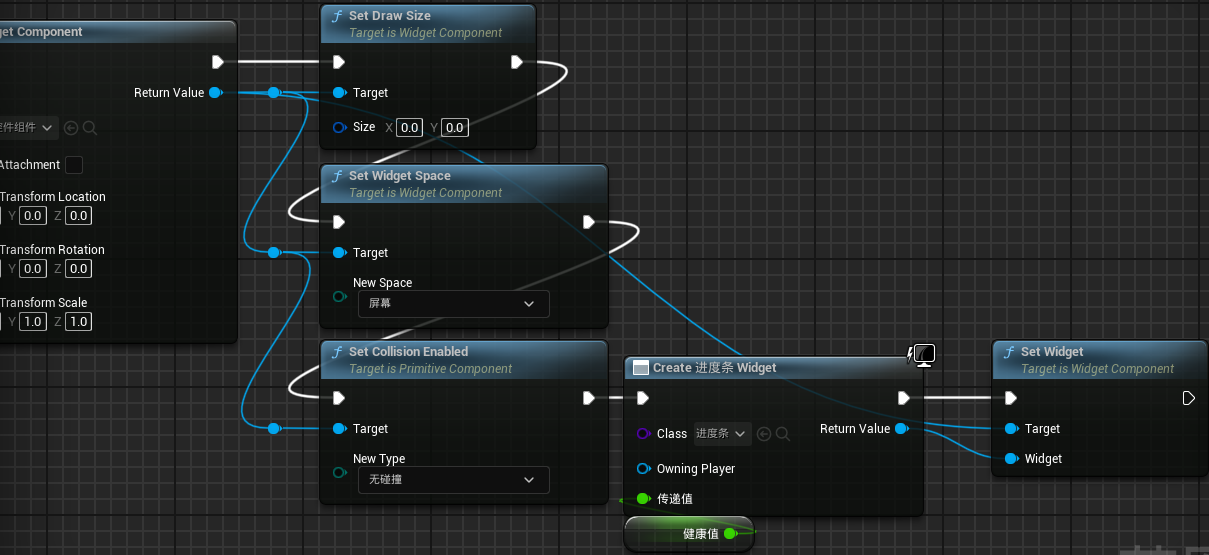 get Component
Return Value
控件组件
Attachment
Transform Location
Y 0.0 Z 0.0
Transform Rotation
Y 0.0 Z 0.0
Transform Scale
Y 1.0 Z 1.0
Set Draw Size
Target is Widget Component
Target
Size X 0.0 Y 0.0
Set Widget Space
Target is Widget Component
Target
New Space
屏幕
Set Collision Enabled
Target is Primitive Component
Target
New Type
无碰撞
Create 进度条 Widget
Class 进度条
Return Value
Owning Player
传递值
健康值
Set Widget
Target is Widget Component
Target
Widget